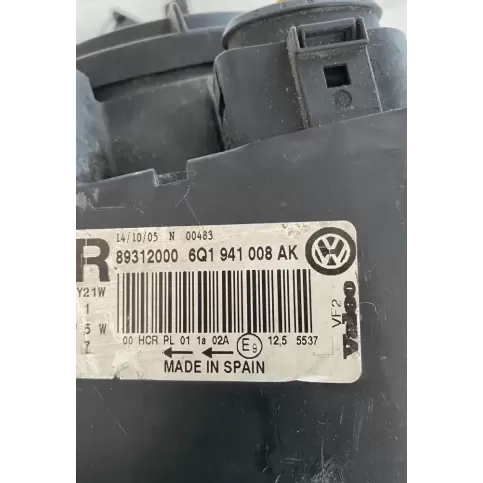 14/10/05 N 00483
R 89312000 6Q1 941 008 AK
Y21W
1
5 W
7
00 HCR PL 01 1a 02A E9 12,5 5537
MADE IN SPAIN
VF2
Valeo